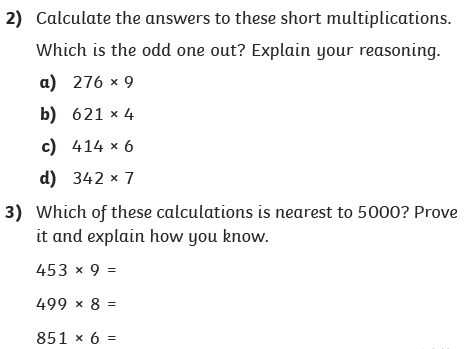 2) Calculate the answers to these short multiplications.
Which is the odd one out? Explain your reasoning.
a) 276 × 9
b) 621 × 4
c) 414 × 6
d) 342 × 7
3) Which of these calculations is nearest to 5000? Prove
it and explain how you know.
453 × 9 =
499 × 8 =
851 × 6 =